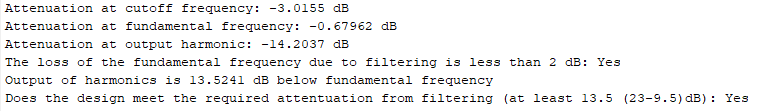 Attenuation at cutoff frequency: -3.0155 dB
Attenuation at fundamental frequency: -0.67962 dB
Attenuation at output harmonic: -14.2037 dB
The loss of the fundamental frequency due to filtering is less than 2 dB: Yes
Output of harmonics is 13.5241 dB below fundamental frequency
Does the design meet the required attentuation from filtering (at least 13.5 (23-9.5)dB): Yes